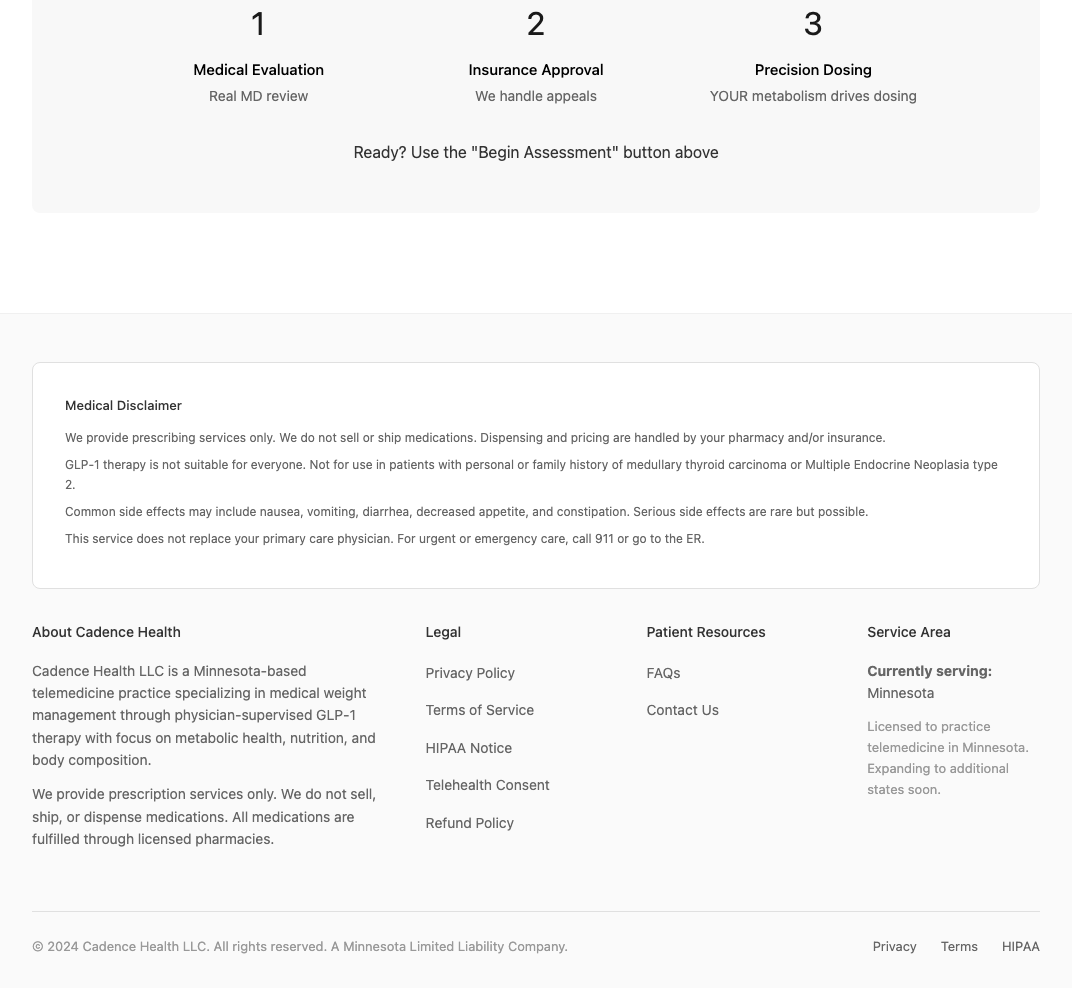 1
Medical Evaluation
Real MD review
2
Insurance Approval
We handle appeals
3
Precision Dosing
YOUR metabolism drives dosing
Ready? Use the "Begin Assessment" button above
Medical Disclaimer
We provide prescribing services only. We do not sell or ship medications. Dispensing and pricing are handled by your pharmacy and/or insurance.
GLP-1 therapy is not suitable for everyone. Not for use in patients with personal or family history of medullary thyroid carcinoma or Multiple Endocrine Neoplasia type
2.
Common side effects may include nausea, vomiting, diarrhea, decreased appetite, and constipation. Serious side effects are rare but possible.
This service does not replace your primary care physician. For urgent or emergency care, call 911 or go to the ER.
About Cadence Health
Cadence Health LLC is a Minnesota-based
telemedicine practice specializing in medical weight
management through physician-supervised GLP-1
therapy with focus on metabolic health, nutrition, and
body composition.
We provide prescription services only. We do not sell,
ship, or dispense medications. All medications are
fulfilled through licensed pharmacies.
Legal
Privacy Policy
Terms of Service
HIPAA Notice
Telehealth Consent
Refund Policy
Patient Resources
FAQs
Contact Us
Service Area
Currently serving:
Minnesota
Licensed to practice
telemedicine in Minnesota.
Expanding to additional
states soon.
© 2024 Cadence Health LLC. All rights reserved. A Minnesota Limited Liability Company.
Privacy
Terms
HIPAA